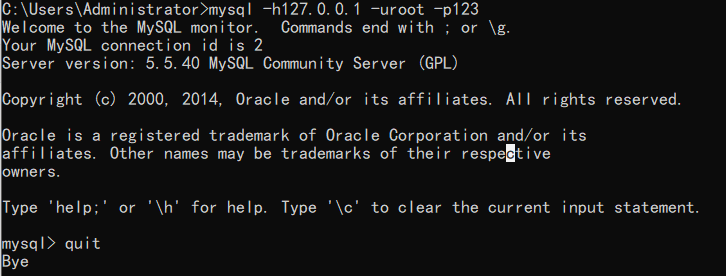 C:\Users\Administrator>mysql -h127.0.0.1 -uroot -p123
Welcome to the MySQL monitor.  Commands end with ; or \g.
Your MySQL connection id is 2
Server version: 5.5.40 MySQL Community Server (GPL)

Copyright (c) 2000, 2014, Oracle and/or its affiliates. All rights reserved.

Oracle is a registered trademark of Oracle Corporation and/or its
affiliates. Other names may be trademarks of their respective
owners.

Type 'help;' or '\h' for help. Type '\c' to clear the current input statement.

mysql> quit
Bye